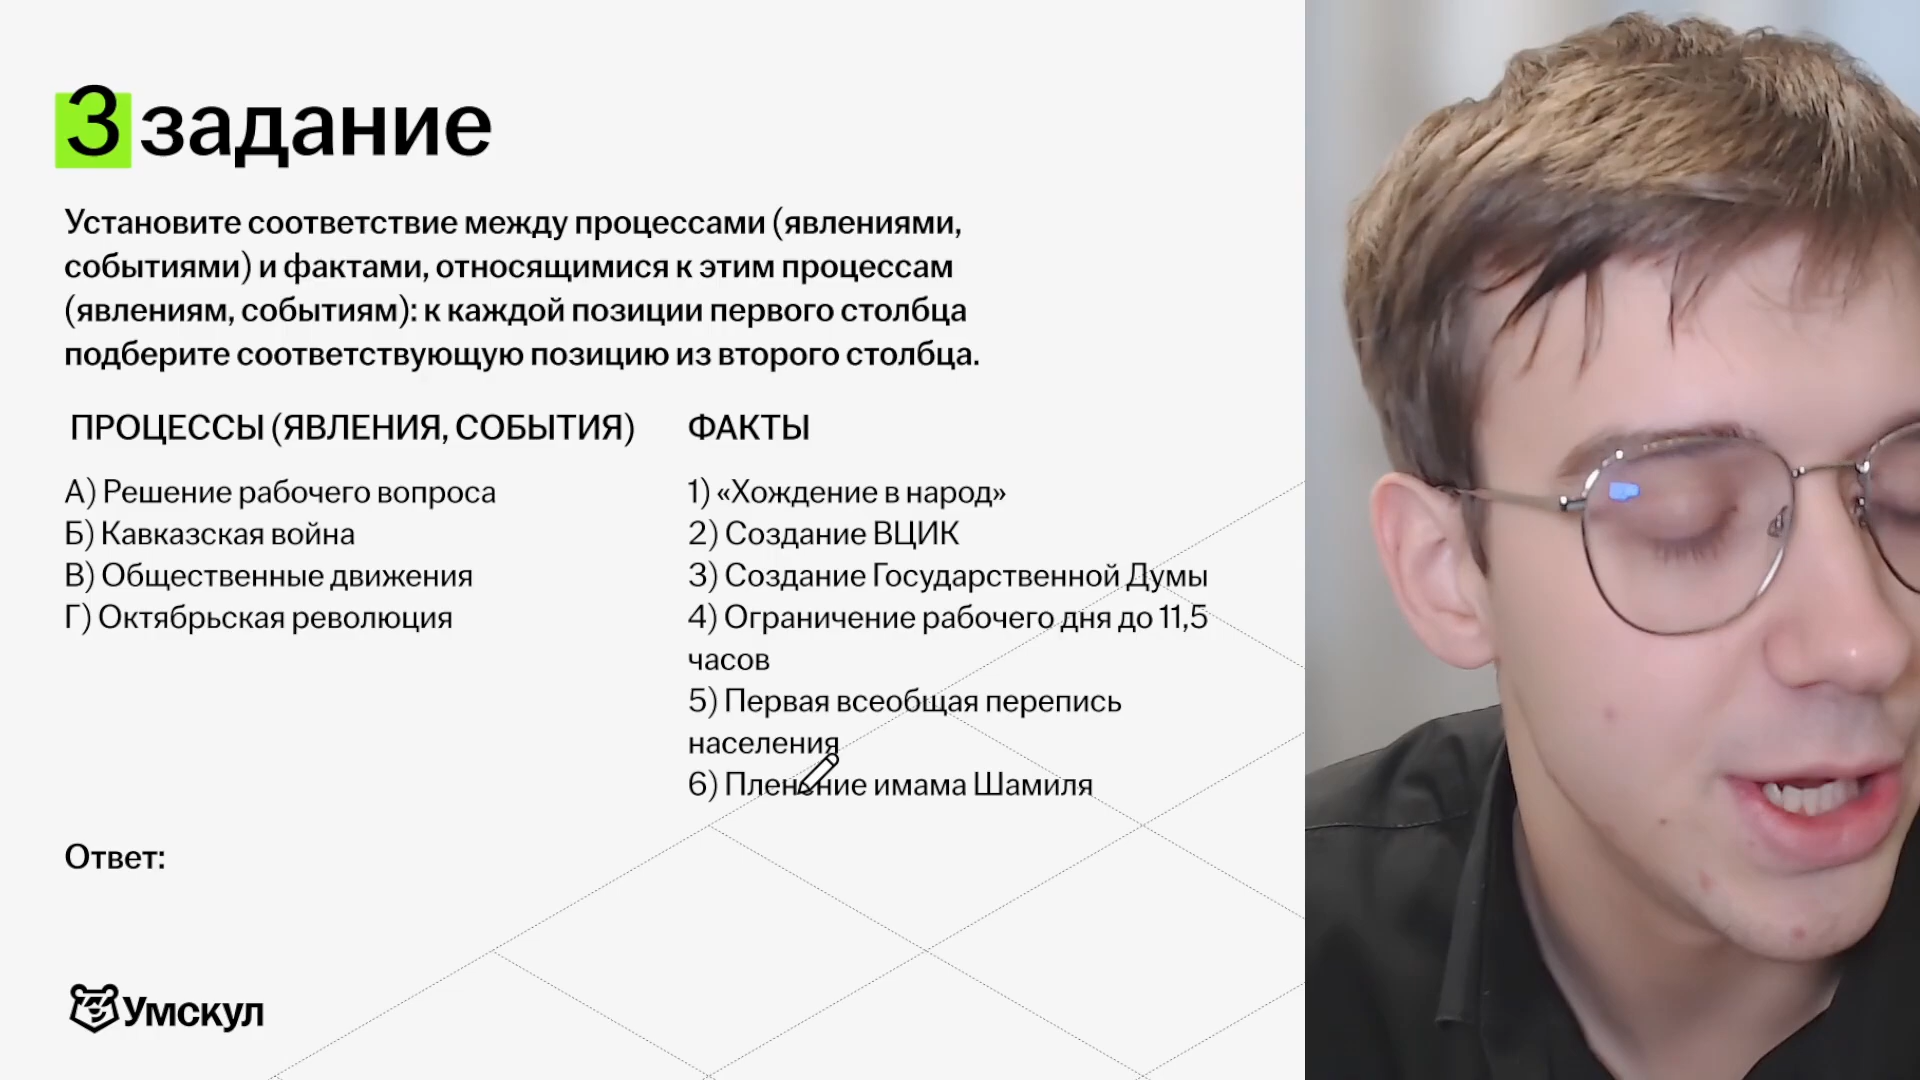 3 задание
Установите соответствие между процессами (явлениями,
событиями) и фактами, относящимися к этим процессам
(явлениям, событиям): к каждой позиции первого столбца
подберите соответствующую позицию из второго столбца.
ПРОЦЕССЫ (ЯВЛЕНИЯ, СОБЫТИЯ)
А) Решение рабочего вопроса
Б) Кавказская война
В) Общественные движения
Г) Октябрьская революция
ФАКТЫ
1) «Хождение в народ»
2) Создание ВЦИК
3) Создание Государственной Думы
4) Ограничение рабочего дня до 11,5
часов
5) Первая всеобщая перепись
населения
6) Пленение имама Шамиля
Ответ:
Умскул